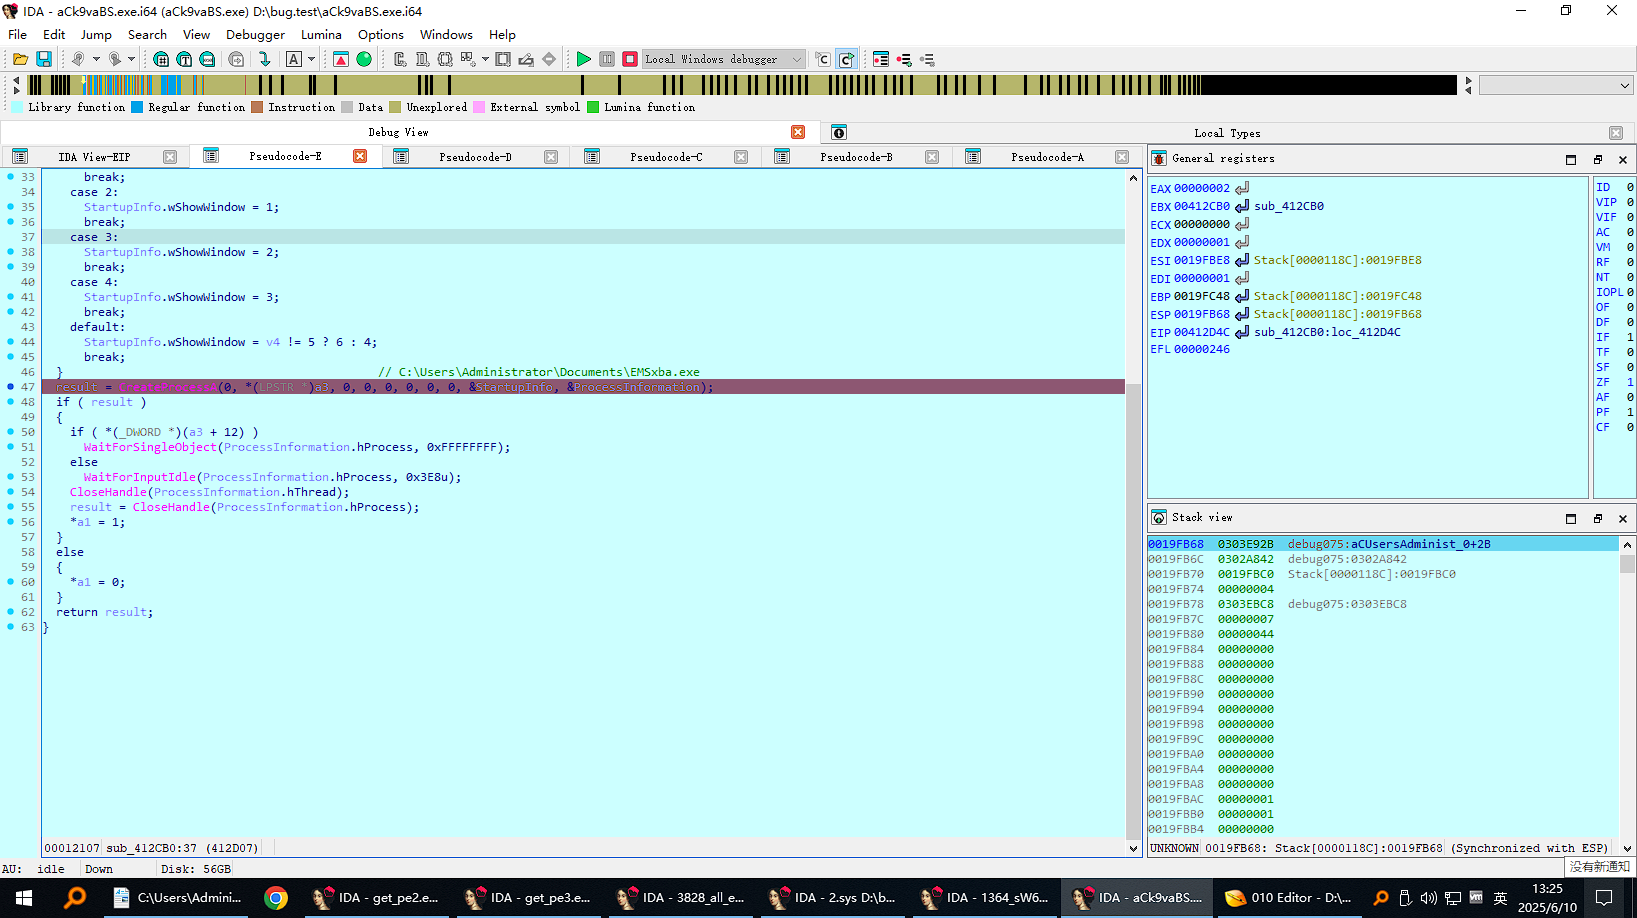 IDA - aCk9vaBS.exe.i64 (aCk9vaBS.exe) D:\bug.test\aCk9vaBS.exe.i64
File Edit Jump Search View Debugger Lumina Options Windows Help
Local Windows debugger
Library function Regular function Instruction Data Unexplored External symbol Lumina function
Debug View Local Types
IDA View-EIP Pseudocode-E Pseudocode-D Pseudocode-C Pseudocode-B Pseudocode-A
33 break;
34 case 2:
35 StartupInfo.wShowWindow = 1;
36 break;
37 case 3:
38 StartupInfo.wShowWindow = 2;
39 break;
40 case 4:
41 StartupInfo.wShowWindow = 3;
42 break;
43 default:
44 StartupInfo.wShowWindow = v4 != 5 ? 6 : 4;
45 break;
46 } // C:\Users\Administrator\Documents\EMSxba.exe
47 result = CreateProcessA(0, *(LPSTR *)a3, 0, 0, 0, 0, 0, 0, &StartupInfo, &ProcessInformation);
48 if ( result )
49 {
50 if ( *(_DWORD *)(a3 + 12) )
51 WaitForSingleObject(ProcessInformation.hProcess, 0xFFFFFFFF);
52 else
53 WaitForInputIdle(ProcessInformation.hProcess, 0x3E8u);
54 CloseHandle(ProcessInformation.hThread);
55 result = CloseHandle(ProcessInformation.hProcess);
56 *a1 = 1;
57 }
58 else
59 {
60 *a1 = 0;
61 }
62 return result;
63 }
00012107 sub_412CB0:37 (412D07)
General registers
EAX 00000002
EBX 00412CB0 sub_412CB0
ECX 00000000
EDX 00000001
ESI 0019FBE8 Stack[0000118C]:0019FBE8
EDI 00000001
EBP 0019FC48 Stack[0000118C]:0019FC48
ESP 0019FB68 Stack[0000118C]:0019FB68
EIP 00412D4C sub_412CB0:loc_412D4C
EFL 00000246
ID 0
VIP 0
VIF 0
AC 0
VM 0
RF 0
NT 0
IOPL 0
OF 0
DF 0
IF 1
TF 0
SF 0
ZF 1
AF 0
PF 1
CF 0
Stack view
0019FB68 0303E92B debug075:aCUsersAdminist_0+2B
0019FB6C 0302A842 debug075:0302A842
0019FB70 0019FBC0 Stack[0000118C]:0019FBC0
0019FB74 00000004
0019FB78 0303EBC8 debug075:0303EBC8
0019FB7C 00000007
0019FB80 00000044
0019FB84 00000000
0019FB88 00000000
0019FB8C 00000000
0019FB90 00000000
0019FB94 00000000
0019FB98 00000000
0019FB9C 00000000
0019FBA0 00000000
0019FBA4 00000000
0019FBA8 00000000
0019FBAC 00000001
0019FBB0 00000001
0019FBB4 00000000
UNKNOWN 0019FB68: Stack[0000118C]:0019FB68 (Synchronized with ESP)
AU: idle Down Disk: 56GB
没有新通知
C:\Users\Admini... IDA - get_pe2.e... IDA - get_pe3.e... IDA - 3828_all_e... IDA - 2.sys D:\b... IDA - 1364_sW6... IDA - aCk9vaBS.... 010 Editor - D:\...
英
13:25
2025/6/10